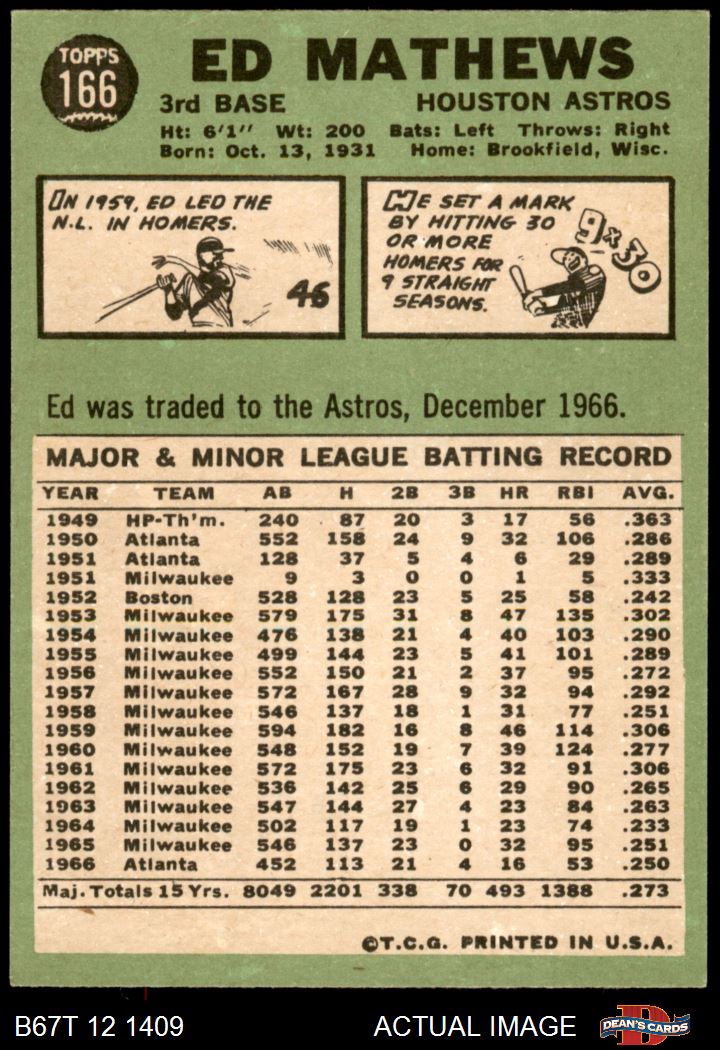 TOPPS
166
ED MATHEWS
3rd BASE HOUSTON ASTROS
Ht: 6'1" Wt: 200 Bats: Left Throws: Right
Born: Oct. 13, 1931 Home: Brookfield, Wisc.
IN 1959, ED LED THE
N.L. IN HOMERS.
46
HE SET A MARK
BY HITTING 30
OR MORE
HOMERS FOR
9 STRAIGHT
SEASONS.
9x30
Ed was traded to the Astros, December 1966.
MAJOR & MINOR LEAGUE BATTING RECORD
YEAR TEAM AB H 2B 3B HR RBI AVG.
1949 HP-Th'm. 240 87 20 3 17 56 .363
1950 Atlanta 552 158 24 9 32 106 .286
1951 Atlanta 128 37 5 4 6 29 .289
1951 Milwaukee 9 3 0 0 1 5 .333
1952 Boston 528 128 23 5 25 58 .242
1953 Milwaukee 579 175 31 8 47 135 .302
1954 Milwaukee 476 138 21 4 40 103 .290
1955 Milwaukee 499 144 23 5 41 101 .289
1956 Milwaukee 552 150 21 2 37 95 .272
1957 Milwaukee 572 167 28 9 32 94 .292
1958 Milwaukee 546 137 18 1 31 77 .251
1959 Milwaukee 594 182 16 8 46 114 .306
1960 Milwaukee 548 152 19 7 39 124 .277
1961 Milwaukee 572 175 23 6 32 91 .306
1962 Milwaukee 536 142 25 6 29 90 .265
1963 Milwaukee 547 144 27 4 23 84 .263
1964 Milwaukee 502 117 19 1 23 74 .233
1965 Milwaukee 546 137 23 0 32 95 .251
1966 Atlanta 452 113 21 4 16 53 .250
Maj. Totals 15 Yrs. 8049 2201 338 70 493 1388 .273
©T.C.G. PRINTED IN U.S.A.
B67T 12 1409 ACTUAL IMAGE
D
DEAN'S CARDS